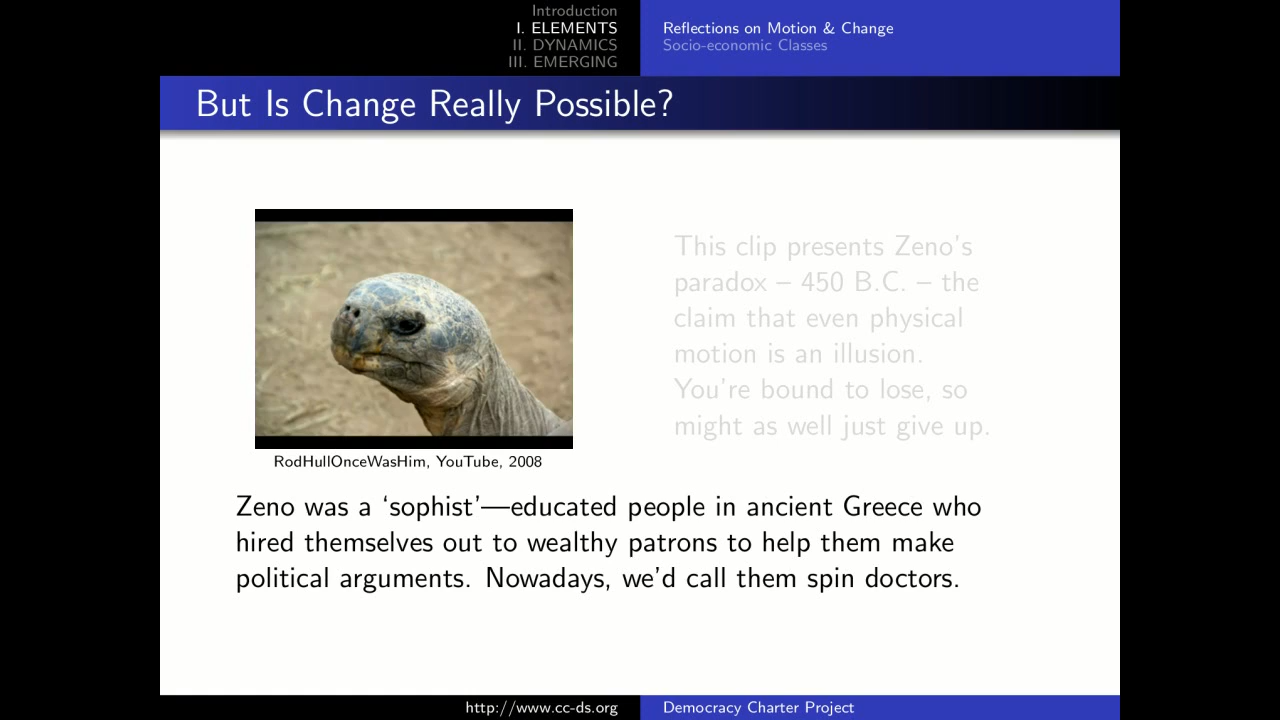 Introduction
I. ELEMENTS
II. DYNAMICS
III. EMERGING
Reflections on Motion & Change
Socio-economic Classes
But Is Change Really Possible?
This clip presents Zeno's
paradox – 450 B.C. – the
claim that even physical
motion is an illusion.
You're bound to lose, so
might as well just give up.
RodHullOnceWasHim, YouTube, 2008
Zeno was a ‘sophist’—educated people in ancient Greece who
hired themselves out to wealthy patrons to help them make
political arguments. Nowadays, we'd call them spin doctors.
http://www.cc-ds.org
Democracy Charter Project